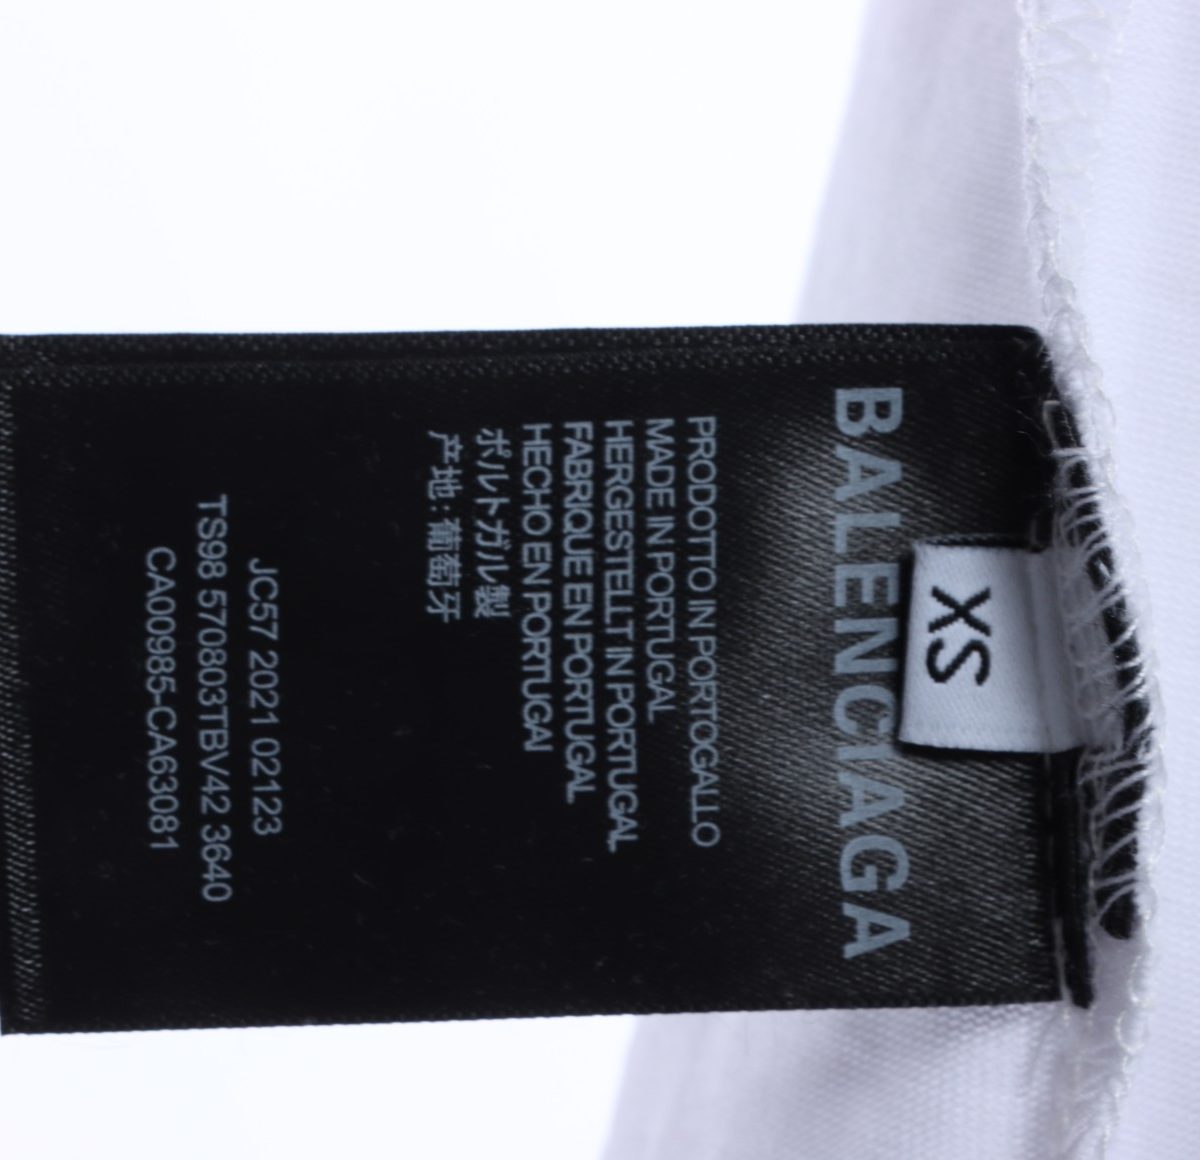 XS
BALENCIAGA
PRODOTTO IN PORTOGALLO
MADE IN PORTUGAL
HERGESTELLT IN PORTUGAL
FABRIQUE EN PORTUGAL
HECHO EN PORTUGAl
ポルトガル製
产地:葡萄牙
JC57 2021 02123
TS98 570803TBV42 3640
CA00985-CA63081